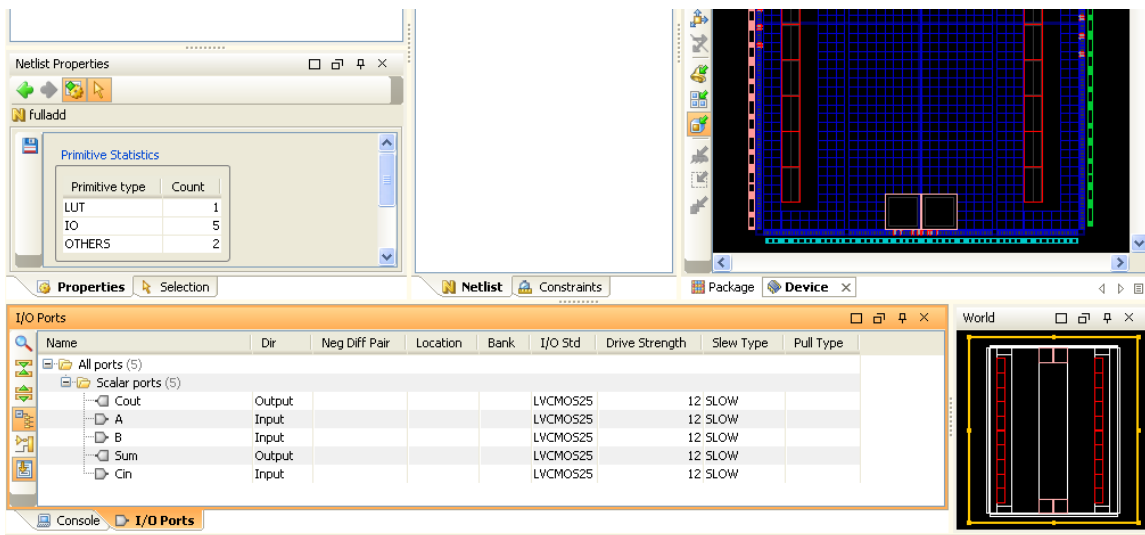 Netlist Properties
fulladd
Primitive Statistics
Primitive type Count
LUT 1
IO 5
OTHERS 2
Properties Selection
Netlist Constraints
Package Device
I/O Ports
Name Dir Neg Diff Pair Location Bank I/O Std Drive Strength Slew Type Pull Type
All ports (5)
Scalar ports (5)
Cout Output LVCMOS25 12 SLOW
A Input LVCMOS25 12 SLOW
B Input LVCMOS25 12 SLOW
Sum Output LVCMOS25 12 SLOW
Cin Input LVCMOS25 12 SLOW
World
Console I/O Ports